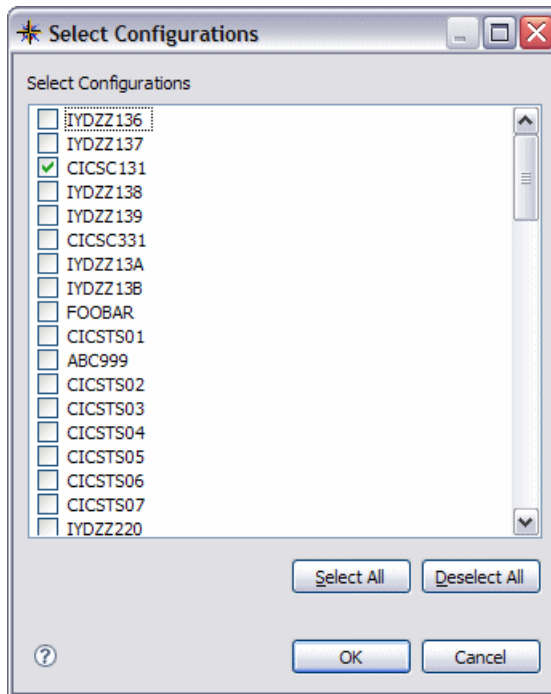 Select Configurations
Select Configurations
IYDZZ136
IYDZZ137
CICSC131
IYDZZ138
IYDZZ139
CICSC331
IYDZZ13A
IYDZZ13B
FOOBAR
CICSTS01
ABC999
CICSTS02
CICSTS03
CICSTS04
CICSTS05
CICSTS06
CICSTS07
IYDZZ220
Select All Deselect All
? OK Cancel